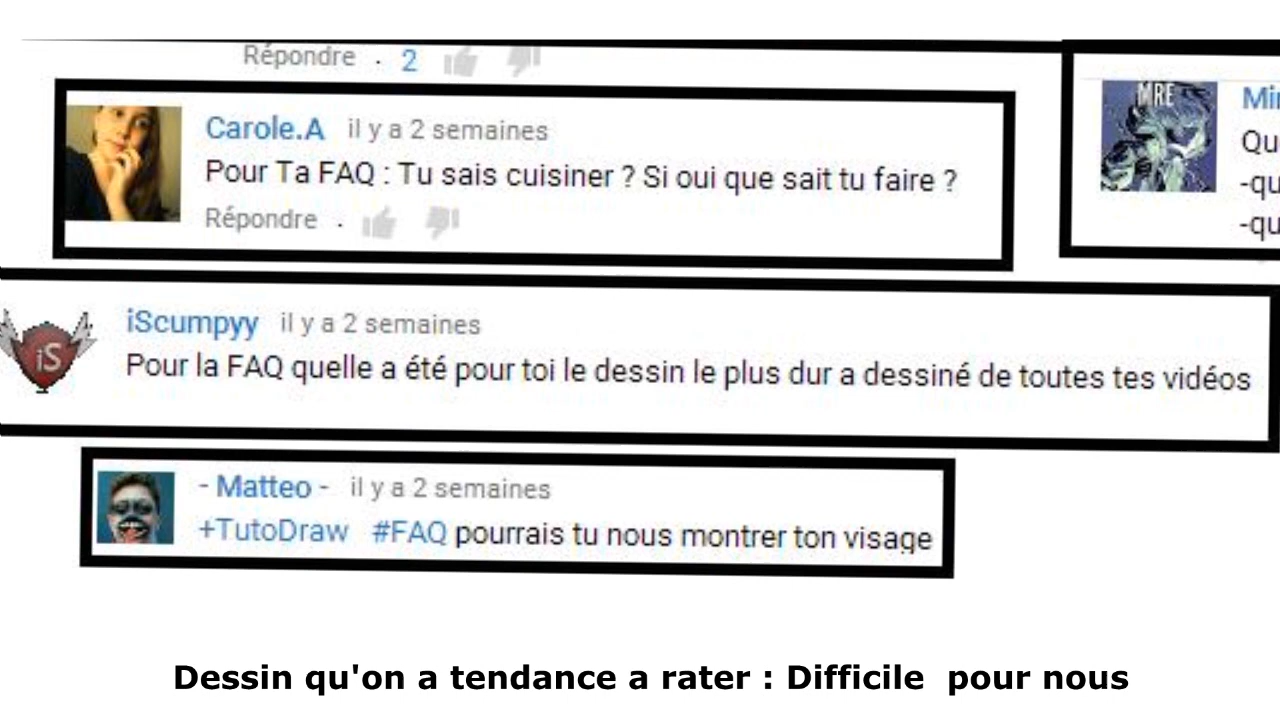 Répondre · 2
Carole.A il y a 2 semaines
Pour Ta FAQ : Tu sais cuisiner ? Si oui que sait tu faire ?
Répondre ·
MRE
iS
iScumpyy il y a 2 semaines
Pour la FAQ quelle a été pour toi le dessin le plus dur a dessiné de toutes tes vidéos
- Matteo - il y a 2 semaines
+TutoDraw #FAQ pourrais tu nous montrer ton visage
Dessin qu'on a tendance a rater : Difficile pour nous